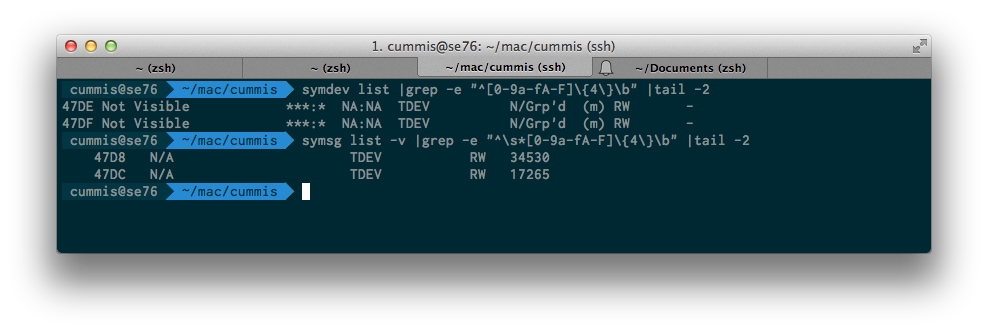 1. cummis@se76: ~/mac/cummis (ssh)
~ (zsh) ~ (zsh) ~/mac/cummis (ssh) ~/Documents (zsh)
cummis@se76 ~/mac/cummis symdev list |grep -e "^[0-9a-fA-F]\{4\}\b" |tail -2
47DE Not Visible ***:* NA:NA TDEV N/Grp'd (m) RW -
47DF Not Visible ***:* NA:NA TDEV N/Grp'd (m) RW -
cummis@se76 ~/mac/cummis symsg list -v |grep -e "^\s*[0-9a-fA-F]\{4\}\b" |tail -2
47D8 N/A TDEV RW 34530
47DC N/A TDEV RW 17265
cummis@se76 ~/mac/cummis